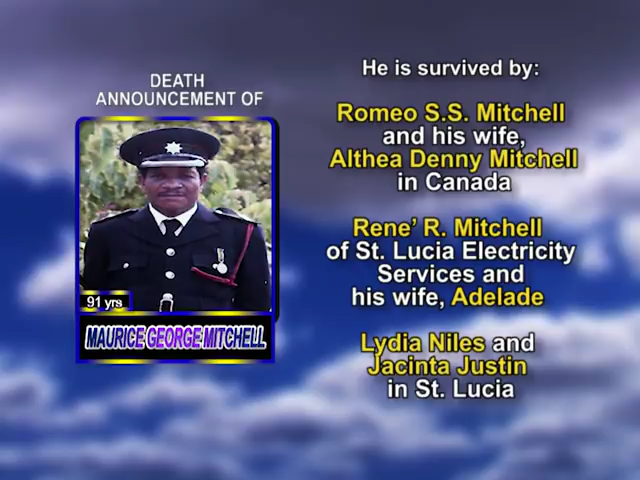 DEATH
ANNOUNCEMENT OF
91 yrs
MAURICE GEORGE MITCHELL
He is survived by:
Romeo S.S. Mitchell
and his wife,
Althea Denny Mitchell
in Canada
Rene' R. Mitchell
of St. Lucia Electricity
Services and
his wife, Adelade
Lydia Niles and
Jacinta Justin
in St. Lucia